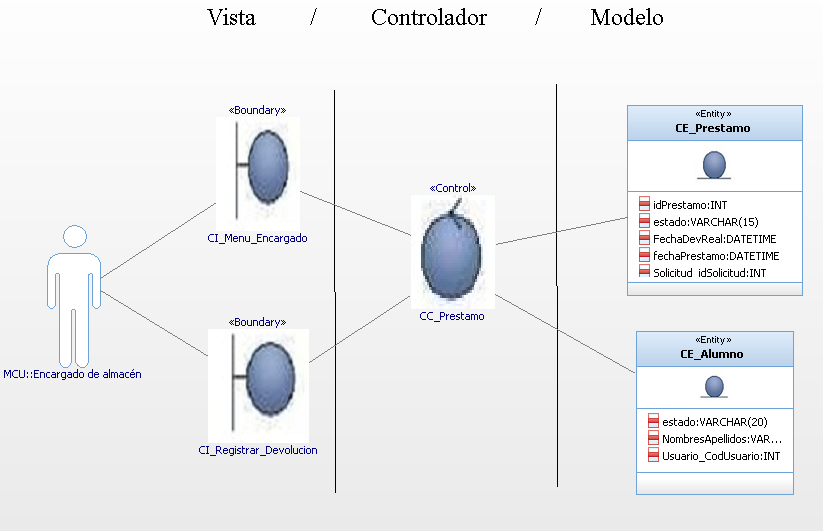 Vista / Controlador / Modelo
«Boundary»
CI_Menu_Encargado
MCU::Encargado de almacén
«Boundary»
CI_Registrar_Devolucion
«Control»
CC_Prestamo
«Entity»
CE_Prestamo
idPrestamo:INT
estado:VARCHAR(15)
FechaDevReal:DATETIME
fechaPrestamo:DATETIME
Solicitud_idSolicitud:INT
«Entity»
CE_Alumno
estado:VARCHAR(20)
NombresApellidos:VAR...
Usuario_CodUsuario:INT